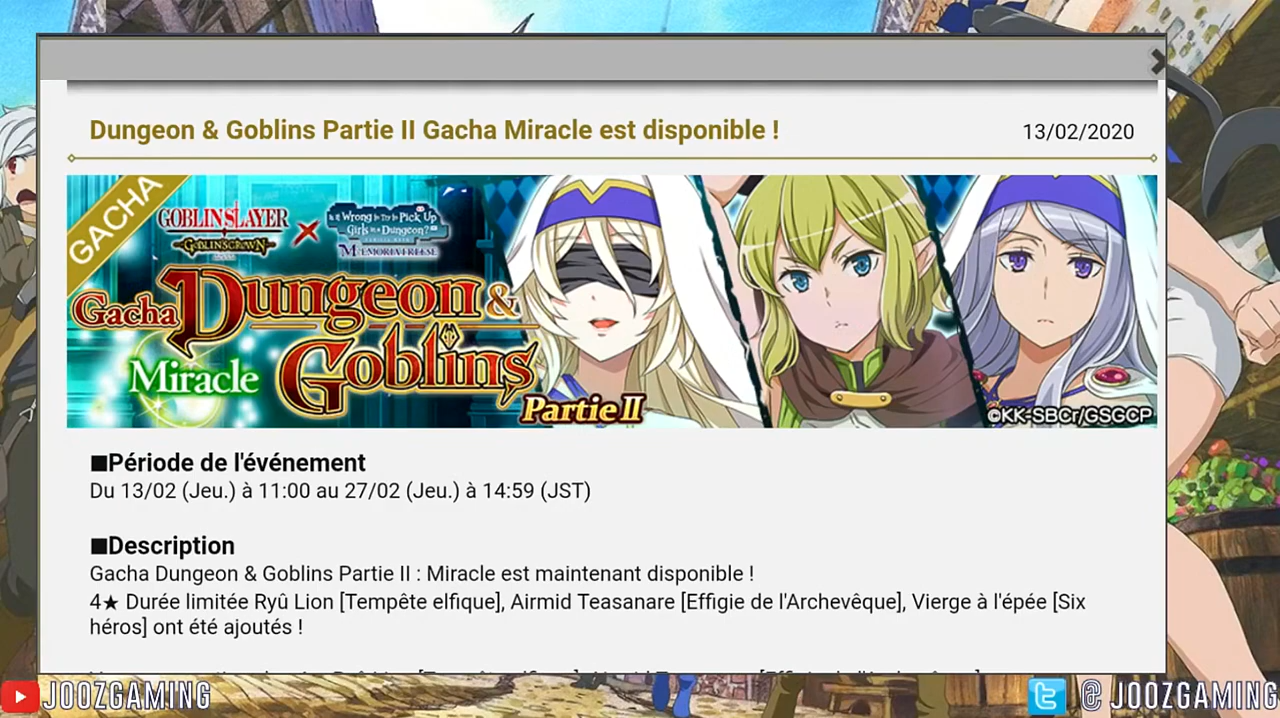 Dungeon & Goblins Partie II Gacha Miracle est disponible !
13/02/2020
GACHA
GOBLIN SLAYER
GOBLIN'S CROWN
×
Is it Wrong to Try to Pick Up
Girls in a Dungeon?
MEMORIA FREESE
Gacha Dungeon &
Miracle Goblins
Partie II
©KK-SBCr/GSGCP
■Période de l'événement
Du 13/02 (Jeu.) à 11:00 au 27/02 (Jeu.) à 14:59 (JST)
■Description
Gacha Dungeon & Goblins Partie II : Miracle est maintenant disponible !
4★ Durée limitée Ryû Lion [Tempête elfique], Airmid Teasanare [Effigie de l'Archevêque], Vierge à l'épée [Six
héros] ont été ajoutés !
JOOZGAMING
@JOOZGAMING